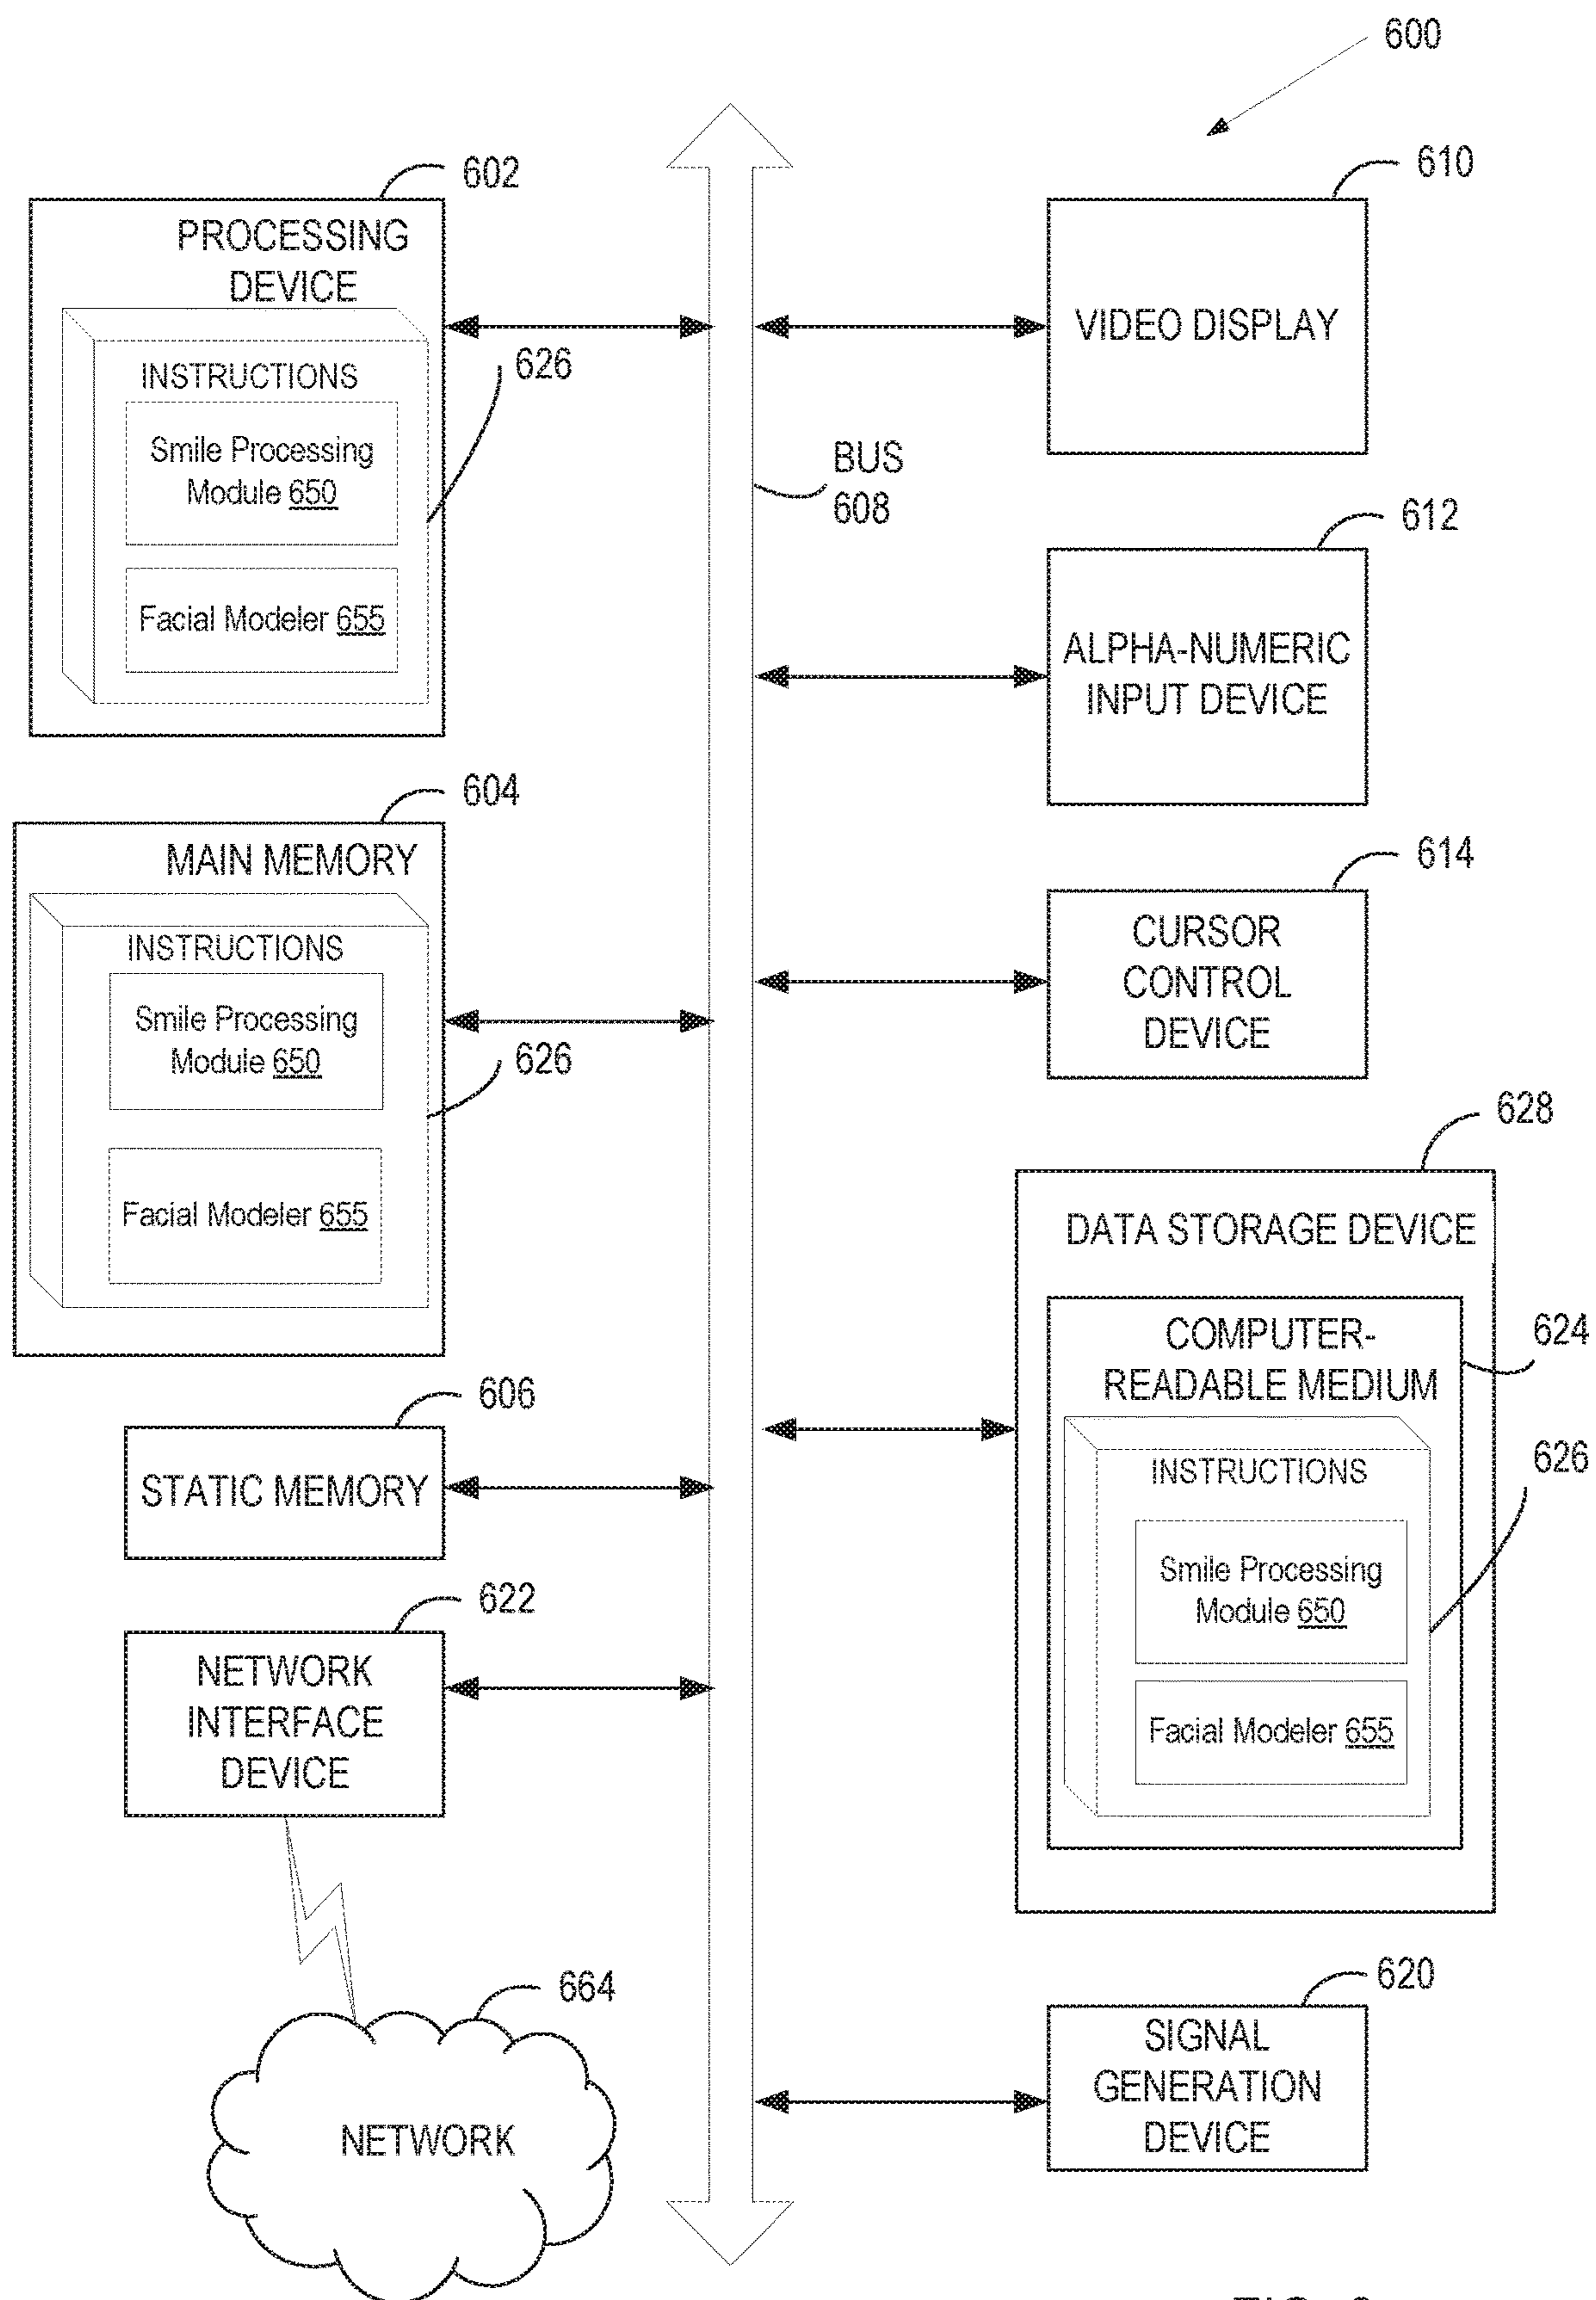 600
602
PROCESSING
DEVICE
INSTRUCTIONS
Smile Processing
Module 650
Facial Modeler 655
626
604
MAIN MEMORY
INSTRUCTIONS
Smile Processing
Module 650
Facial Modeler 655
626
606
STATIC MEMORY
622
NETWORK
INTERFACE
DEVICE
664
NETWORK
BUS
608
610
VIDEO DISPLAY
612
ALPHA-NUMERIC
INPUT DEVICE
614
CURSOR
CONTROL
DEVICE
628
DATA STORAGE DEVICE
624
COMPUTER-
READABLE MEDIUM
626
INSTRUCTIONS
Smile Processing
Module 650
Facial Modeler 655
620
SIGNAL
GENERATION
DEVICE